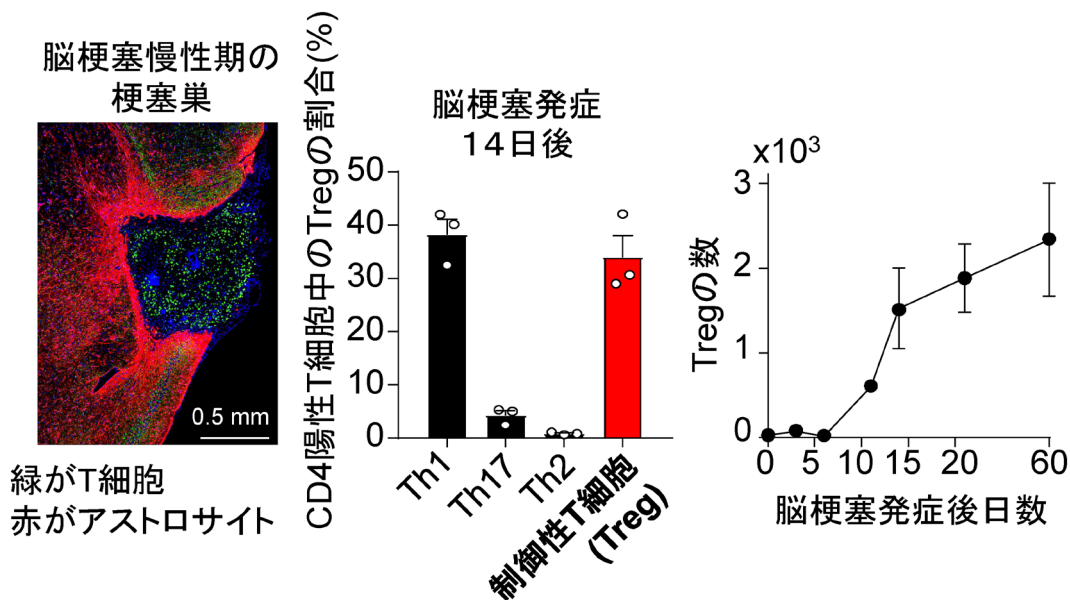 脳梗塞慢性期の
梗塞巣
0.5 mm
緑がT細胞
赤がアストロサイト
CD4陽性T細胞中のTregの割合(%)
脳梗塞発症
14日後
50
40
30
20
10
0
Th1
Th17
Th2
制御性T細胞
(Treg)
x10³
Tregの数
3
2
1
0
0 5 10 15 20 60
脳梗塞発症後日数